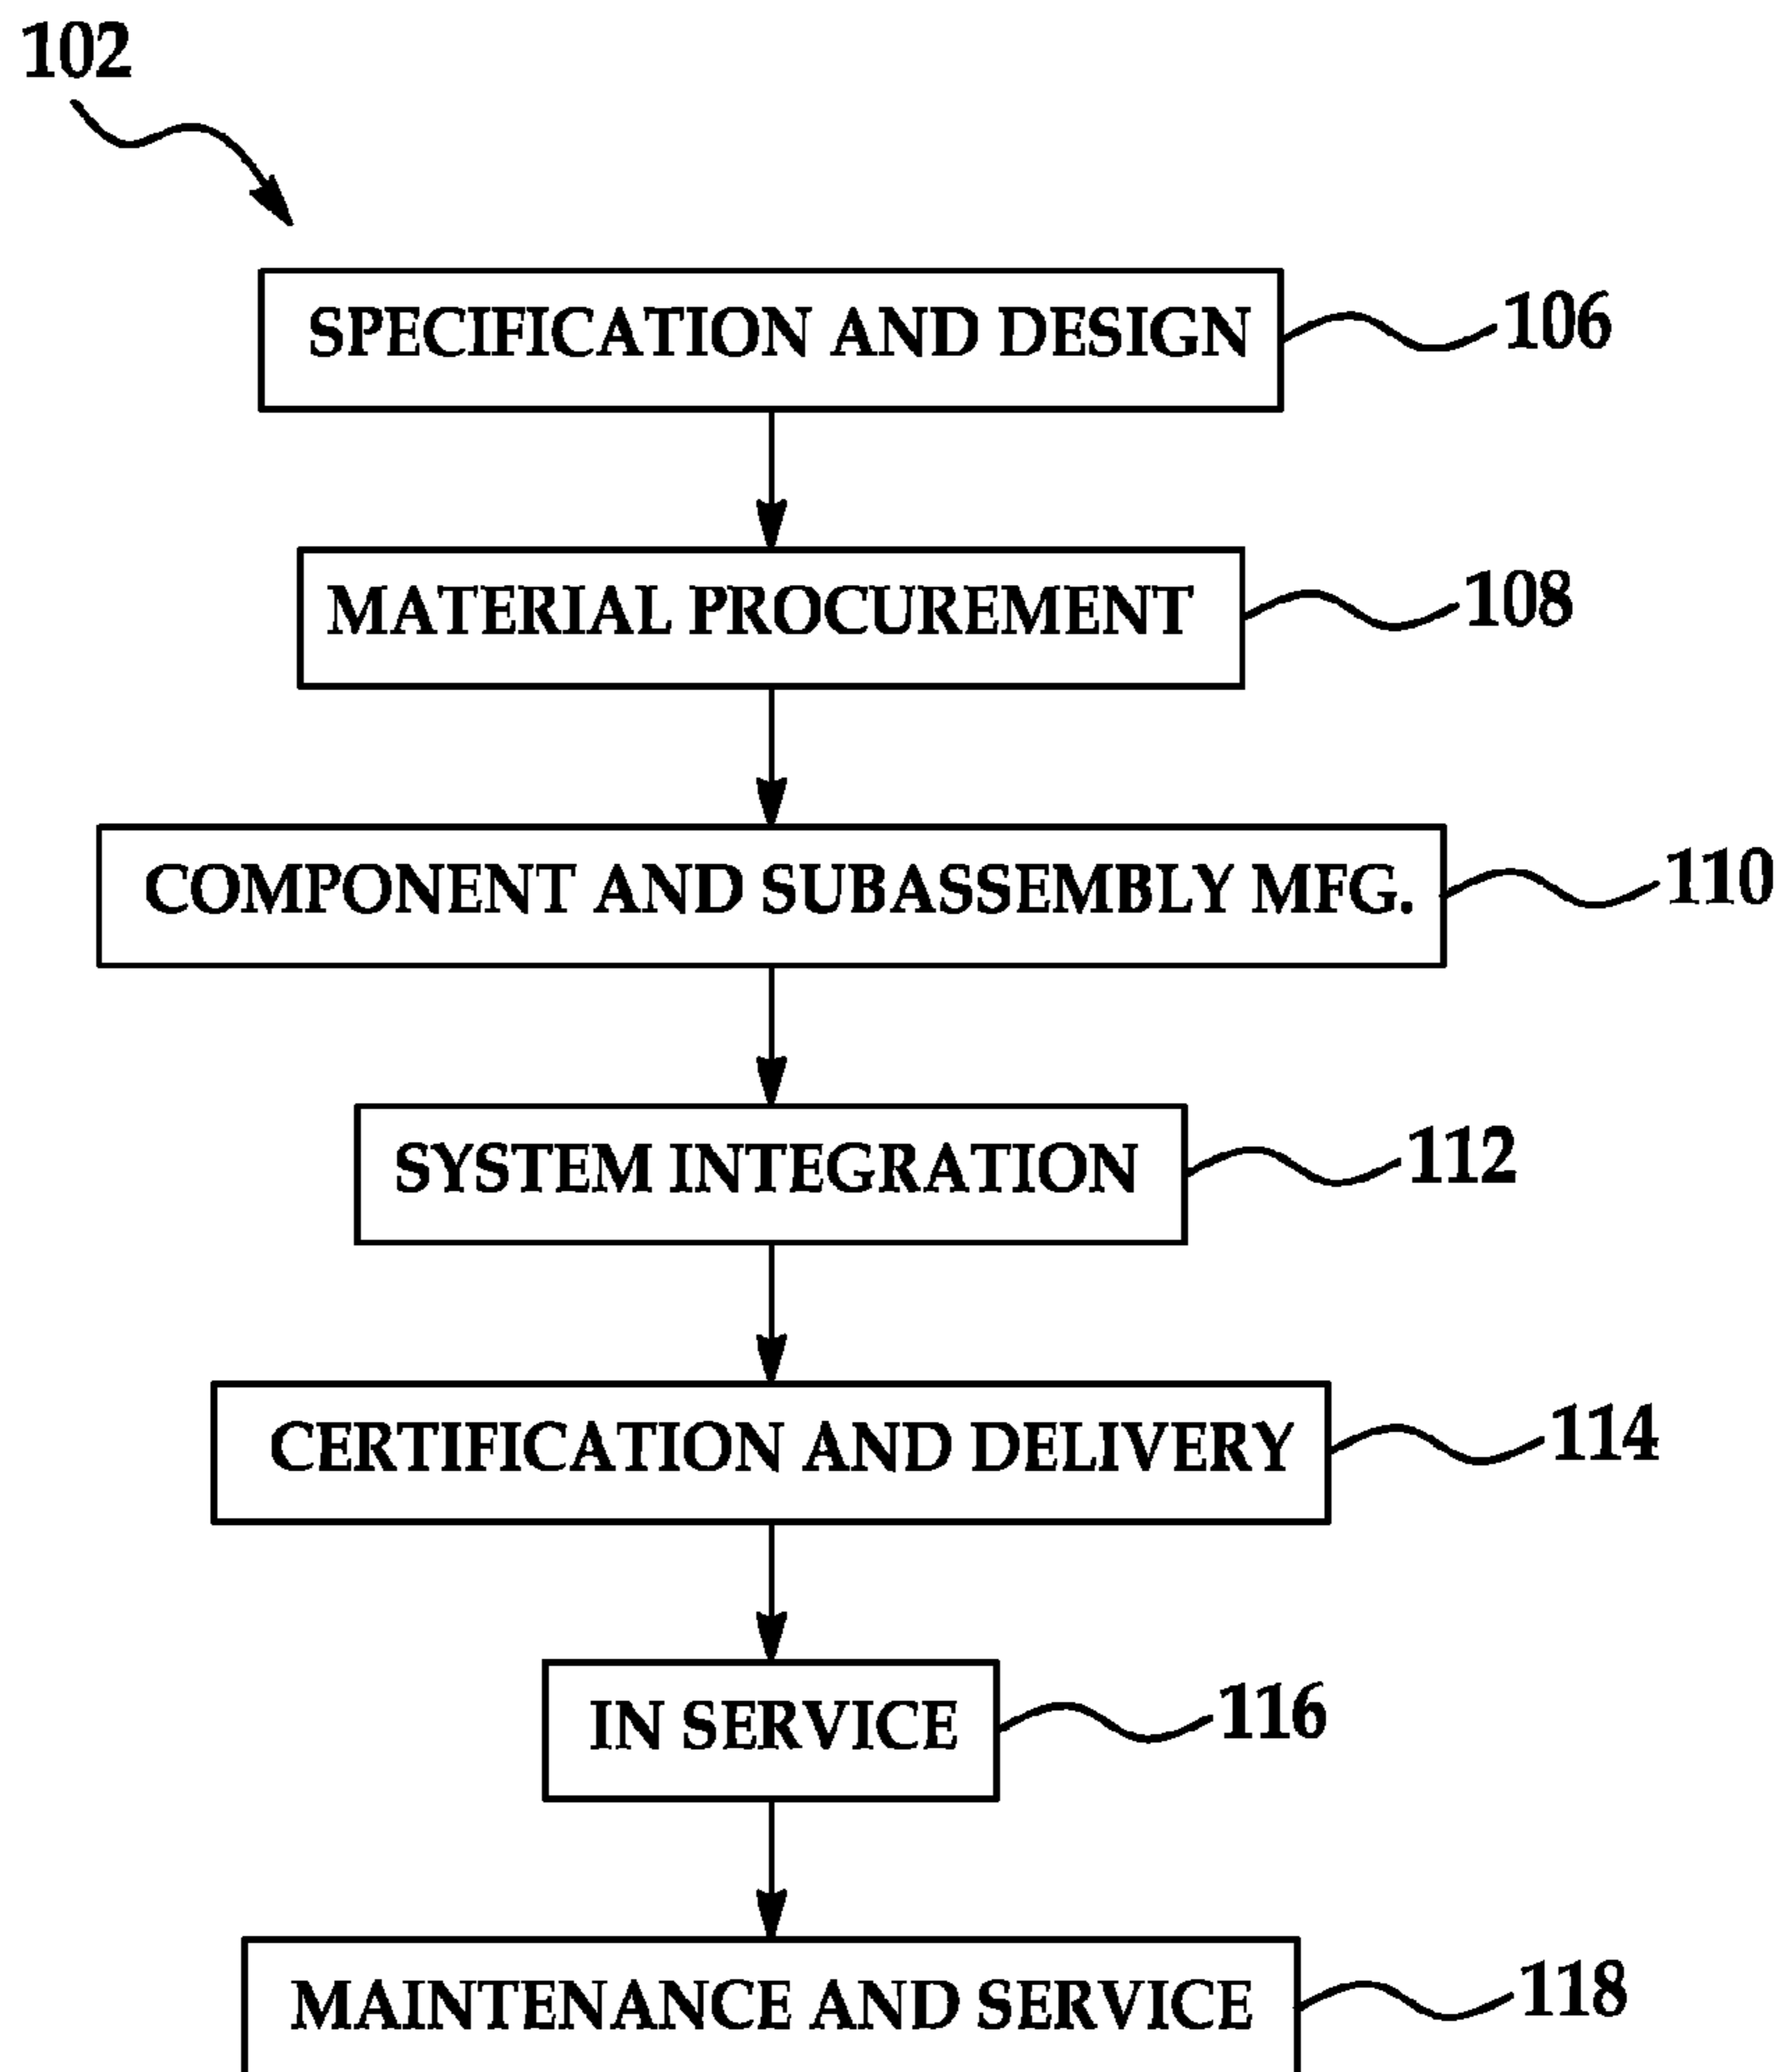 102
SPECIFICATION AND DESIGN 106
MATERIAL PROCUREMENT 108
COMPONENT AND SUBASSEMBLY MFG. 110
SYSTEM INTEGRATION 112
CERTIFICATION AND DELIVERY 114
IN SERVICE 116
MAINTENANCE AND SERVICE 118